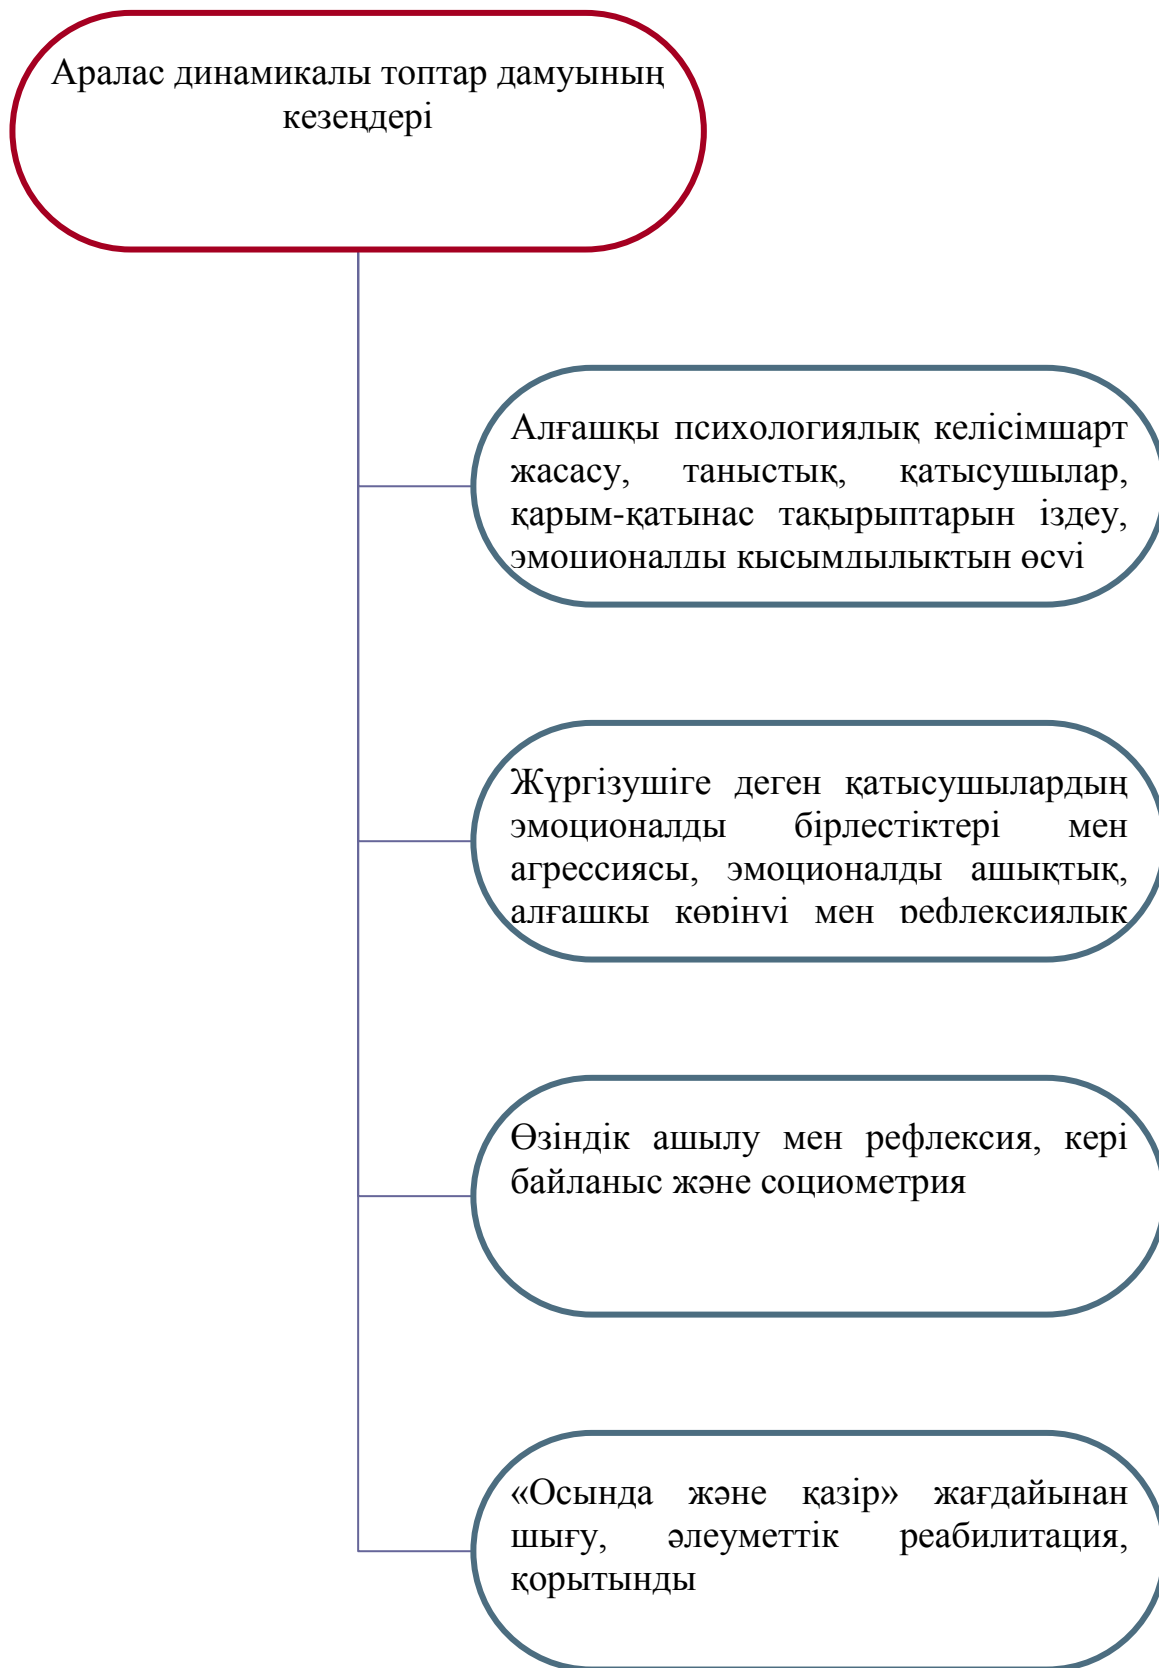 Аралас динамикалы топтар дамуының
кезеңдері
Алғашқы психологиялық келісімшарт
жасасу, таныстық, қатысушылар,
қарым-қатынас тақырыптарын іздеу,
эмоционалды қысымдылықтың өсуі
Жүргізушіге деген қатысушылардың
эмоционалды бірлестіктері мен
агрессиясы, эмоционалды ашықтық,
алғашқы көрінуі мен рефлексиялық
Өзіндік ашылу мен рефлексия, кері
байланыс және социометрия
«Осында және қазір» жағдайынан
шығу, әлеуметтік реабилитация,
қорытынды